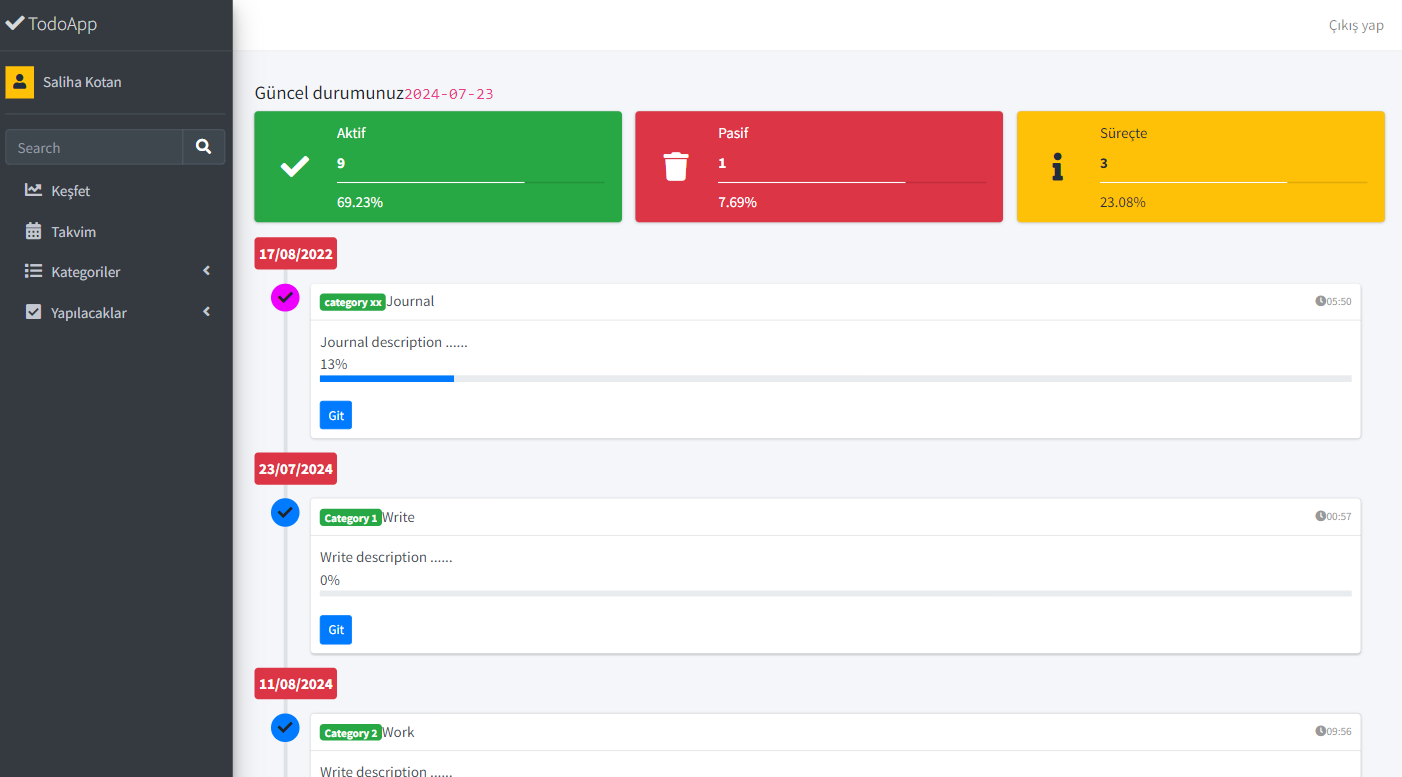 TodoApp
Çıkış yap
Saliha Kotan
Search
Keşfet
Takvim
Kategoriler
Yapılacaklar
Güncel durumunuz2024-07-23
Aktif
9
69.23%
Pasif
1
7.69%
Süreçte
3
23.08%
17/08/2022
category xx Journal 05:50
Journal description ......
13%
Git
23/07/2024
Category 1 Write 00:57
Write description ......
0%
Git
11/08/2024
Category 2 Work 09:56
Write description ......